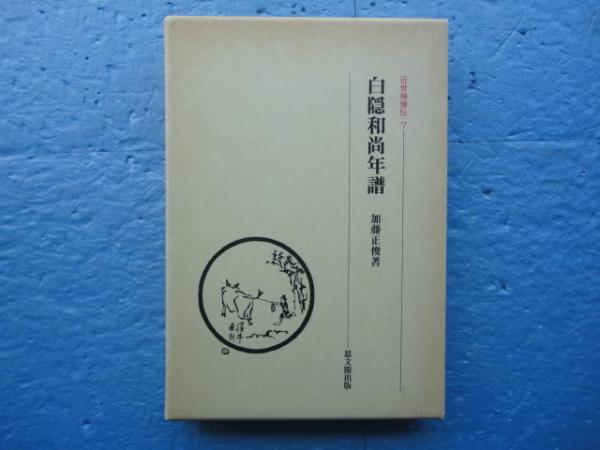 近世禅僧伝 7
白隠和尚年譜
加藤正俊著
思文閣出版